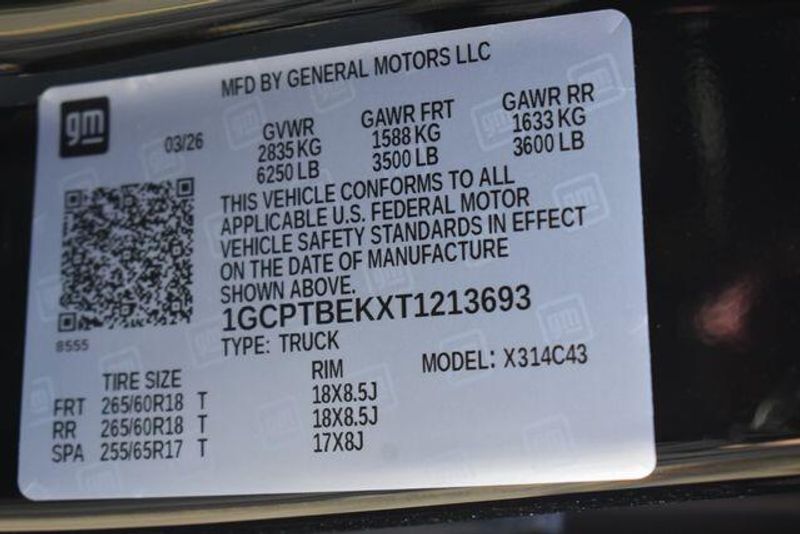 MFD BY GENERAL MOTORS LLC
gm
03/26
GVWR
2835 KG
6250 LB
GAWR FRT
1588 KG
3500 LB
GAWR RR
1633 KG
3600 LB
THIS VEHICLE CONFORMS TO ALL
APPLICABLE U.S. FEDERAL MOTOR
VEHICLE SAFETY STANDARDS IN EFFECT
ON THE DATE OF MANUFACTURE
SHOWN ABOVE.
1GCPTBEKXT1213693
8555
TYPE: TRUCK
MODEL: X314C43
TIRE SIZE RIM
FRT 265/60R18 T 18X8.5J
RR 265/60R18 T 18X8.5J
SPA 255/65R17 T 17X8J